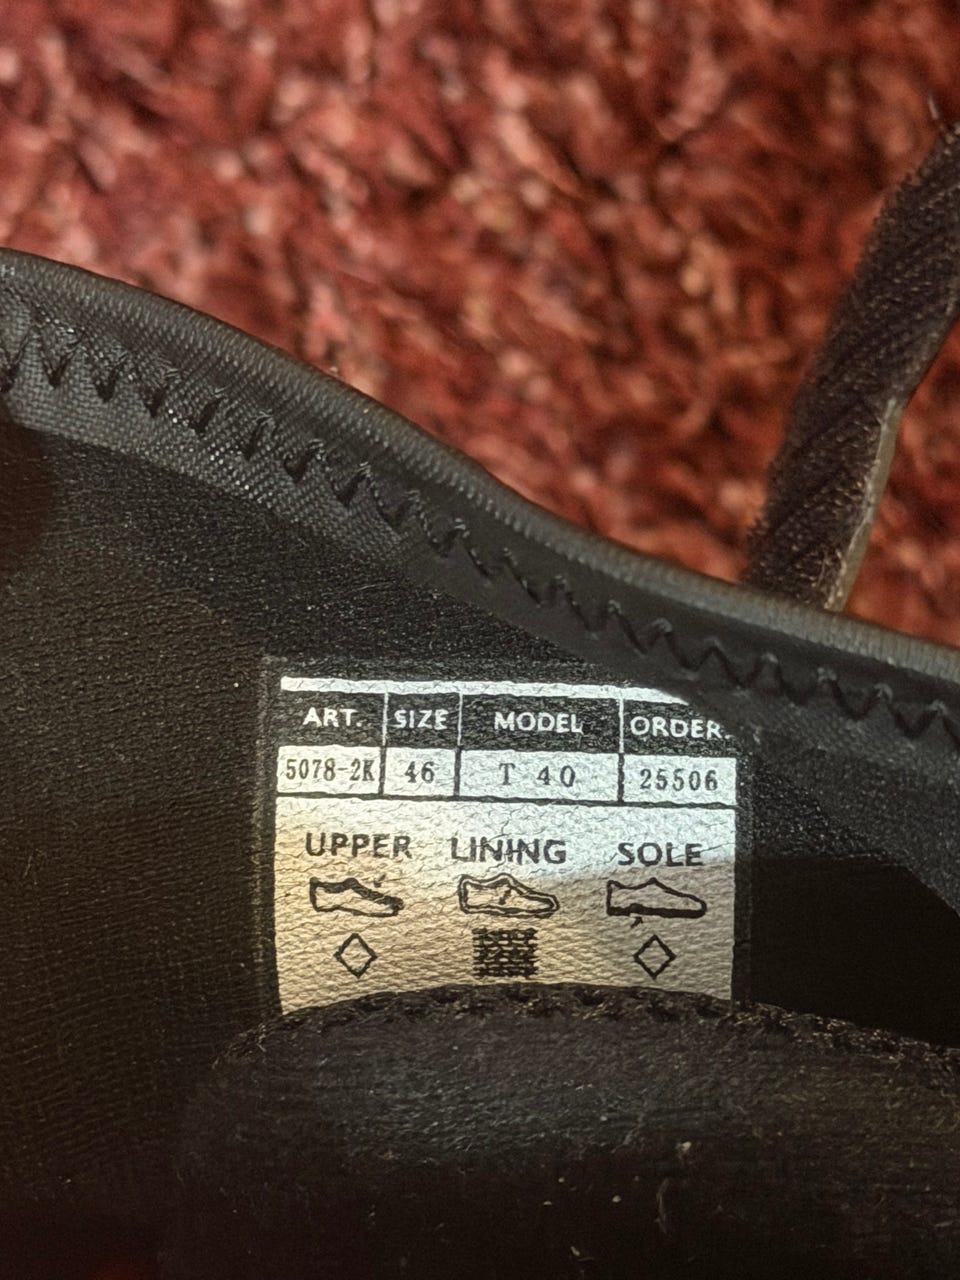 ART. SIZE MODEL ORDER.
5078-2K 46 T 40 25506
UPPER LINING SOLE